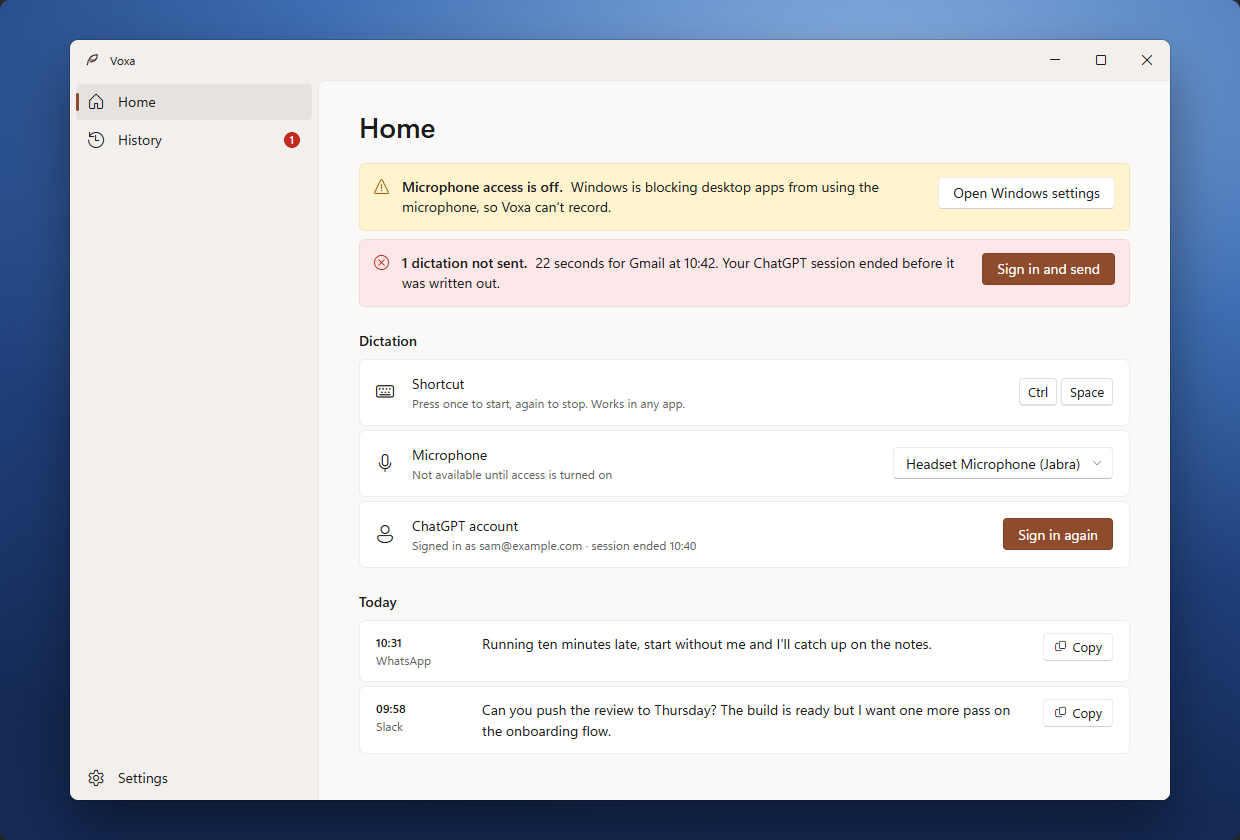 Voxa
Home
History
1
Settings
Home
Microphone access is off. Windows is blocking desktop apps from using the
microphone, so Voxa can't record.
Open Windows settings
1 dictation not sent. 22 seconds for Gmail at 10:42. Your ChatGPT session ended before it
was written out.
Sign in and send
Dictation
Shortcut
Press once to start, again to stop. Works in any app.
Ctrl
Space
Microphone
Not available until access is turned on
Headset Microphone (Jabra)
ChatGPT account
Signed in as sam@example.com · session ended 10:40
Sign in again
Today
10:31
WhatsApp
Running ten minutes late, start without me and I'll catch up on the notes.
Copy
09:58
Slack
Can you push the review to Thursday? The build is ready but I want one more pass on
the onboarding flow.
Copy